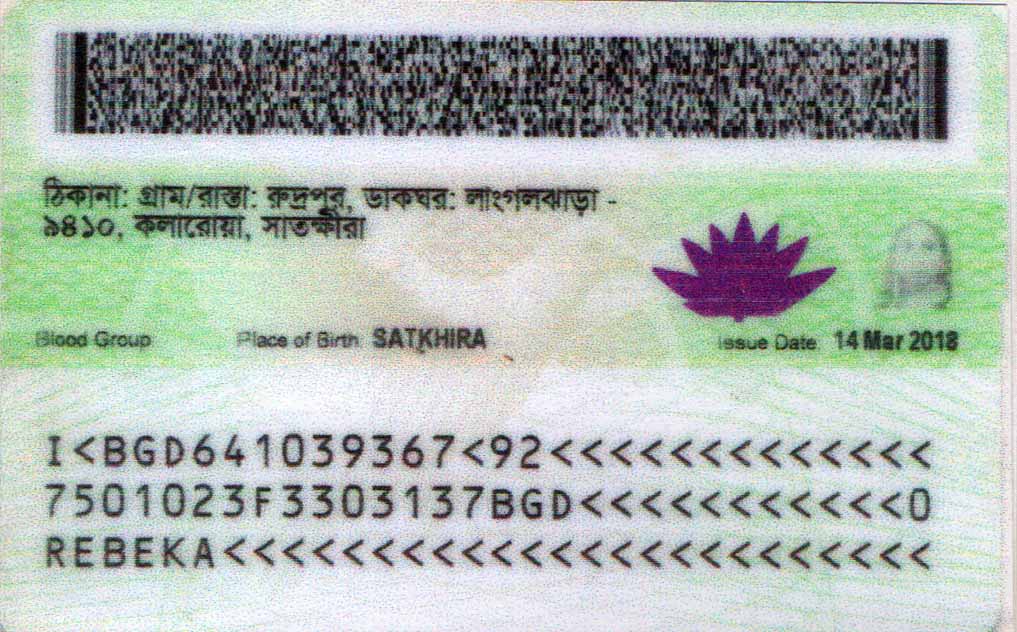 ঠিকানা: গ্রাম/রাস্তা: রুদ্রপুর, ডাকঘর: লাংগলঝাড়া -
৯৪১০, কলারোয়া, সাতক্ষীরা
Blood Group Place of Birth SATKHIRA Issue Date 14 Mar 2018
I<BGD641039367<92<<<<<<<<<<<<<
7501023F3303137BGD<<<<<<<<<<<0
REBEKA<<<<<<<<<<<<<<<<<<<<<<<<